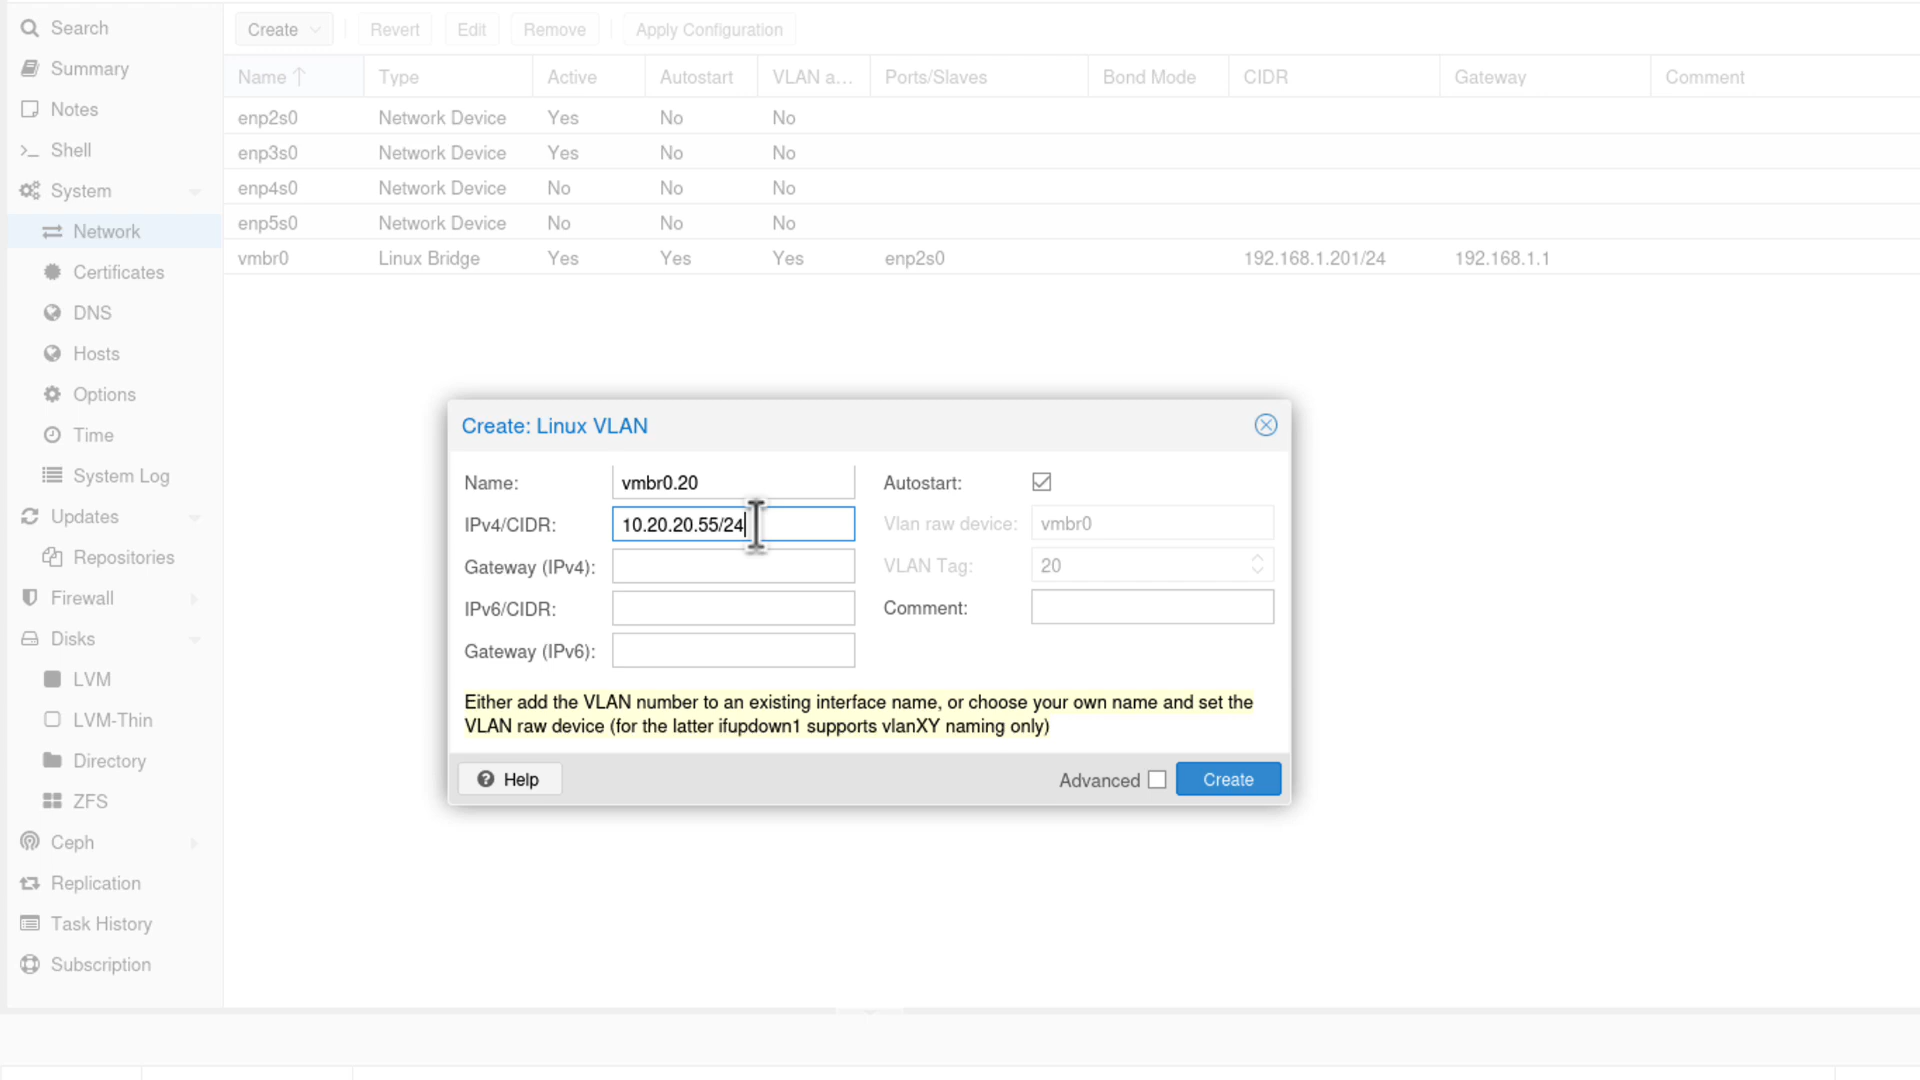 Search
Summary
Notes
Shell
System
Network
Certificates
DNS
Hosts
Options
Time
System Log
Updates
Repositories
Firewall
Disks
LVM
LVM-Thin
Directory
ZFS
Ceph
Replication
Task History
Subscription
Create Revert Edit Remove Apply Configuration
Name Type Active Autostart VLAN a... Ports/Slaves Bond Mode CIDR Gateway Comment
enp2s0 Network Device Yes No No
enp3s0 Network Device Yes No No
enp4s0 Network Device No No No
enp5s0 Network Device No No No
vmbr0 Linux Bridge Yes Yes Yes enp2s0 192.168.1.201/24 192.168.1.1
Create: Linux VLAN
Name: vmbr0.20 Autostart:
IPv4/CIDR: 10.20.20.55/24 Vlan raw device: vmbr0
Gateway (IPv4): VLAN Tag: 20
IPv6/CIDR: Comment:
Gateway (IPv6):
Either add the VLAN number to an existing interface name, or choose your own name and set the
VLAN raw device (for the latter ifupdown1 supports vlanXY naming only)
Help Advanced Create